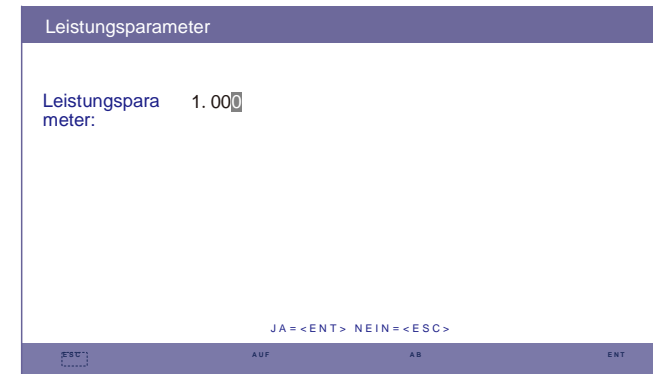 Leistungsparameter
Leistungspara 1. 000
meter:
JA=<ENT> NEIN=<ESC>
ESC AUF AB ENT